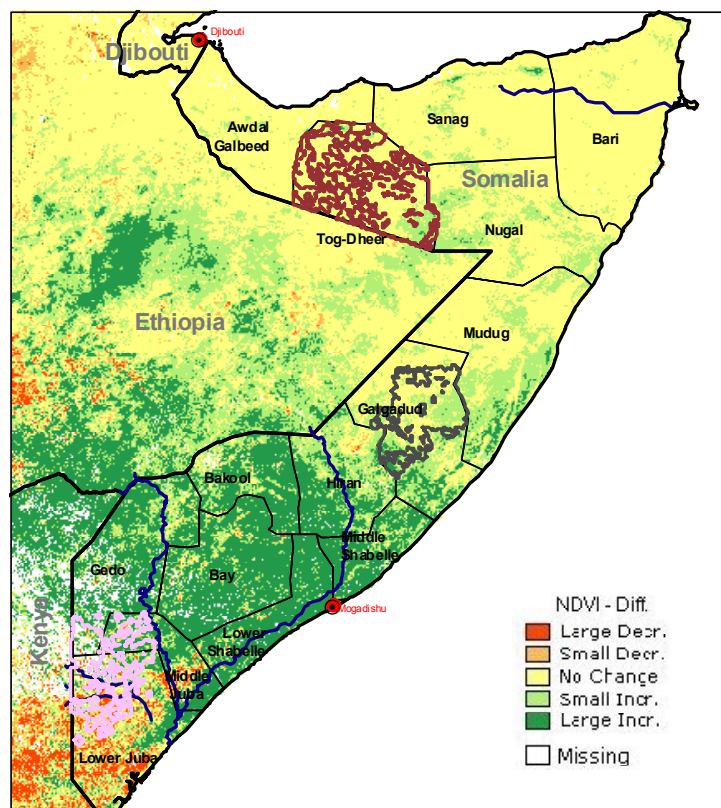 Djibouti
Djibouti
Awdal
Galbeed
Sanag
Bari
Somalia
Tog-Dheer
Nugal
Ethiopia
Mudug
Galgadud
Bakool
Hiran
Middle
Shabelle
Gedo
Bay
Kenya
Mogadishu
Lower
Shabelle
Middle
Juba
Lower Juba
NDVI - Diff.
Large Decr.
Small Decr.
No Change
Small Incr.
Large Incr.
Missing